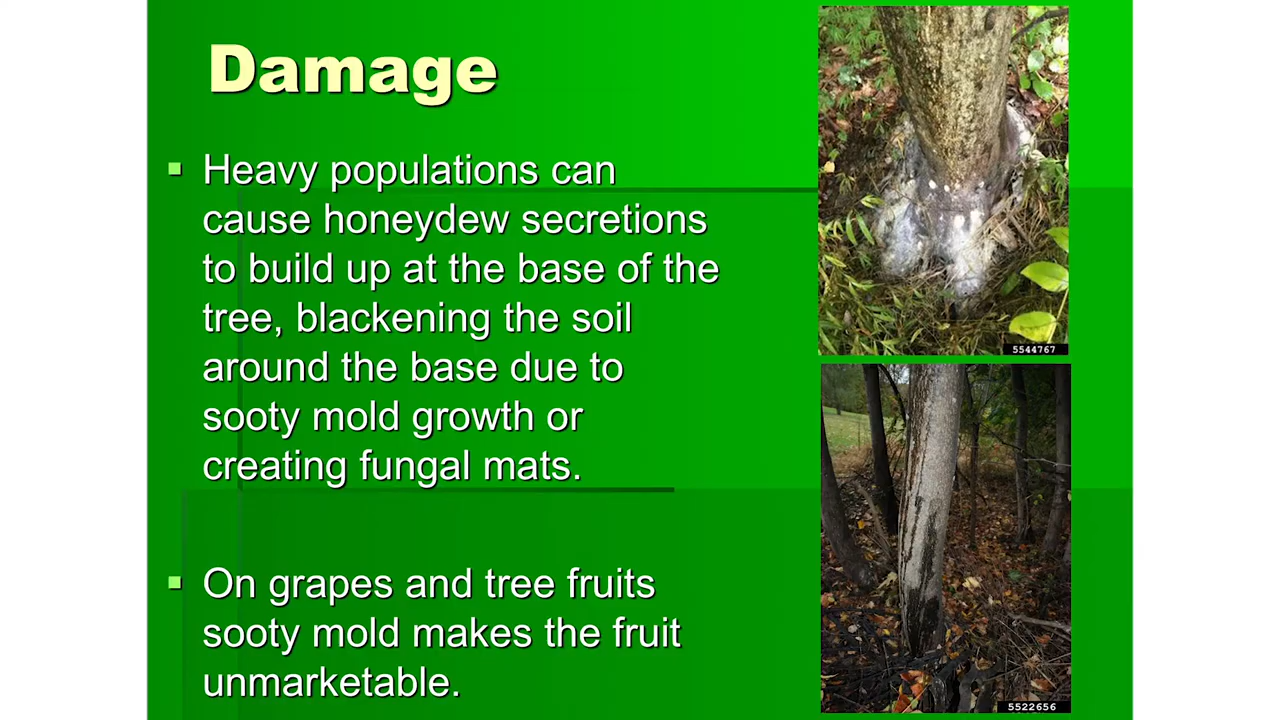 Damage
Heavy populations can
cause honeydew secretions
to build up at the base of the
tree, blackening the soil
around the base due to
sooty mold growth or
creating fungal mats.
On grapes and tree fruits
sooty mold makes the fruit
unmarketable.
5544767
5522656